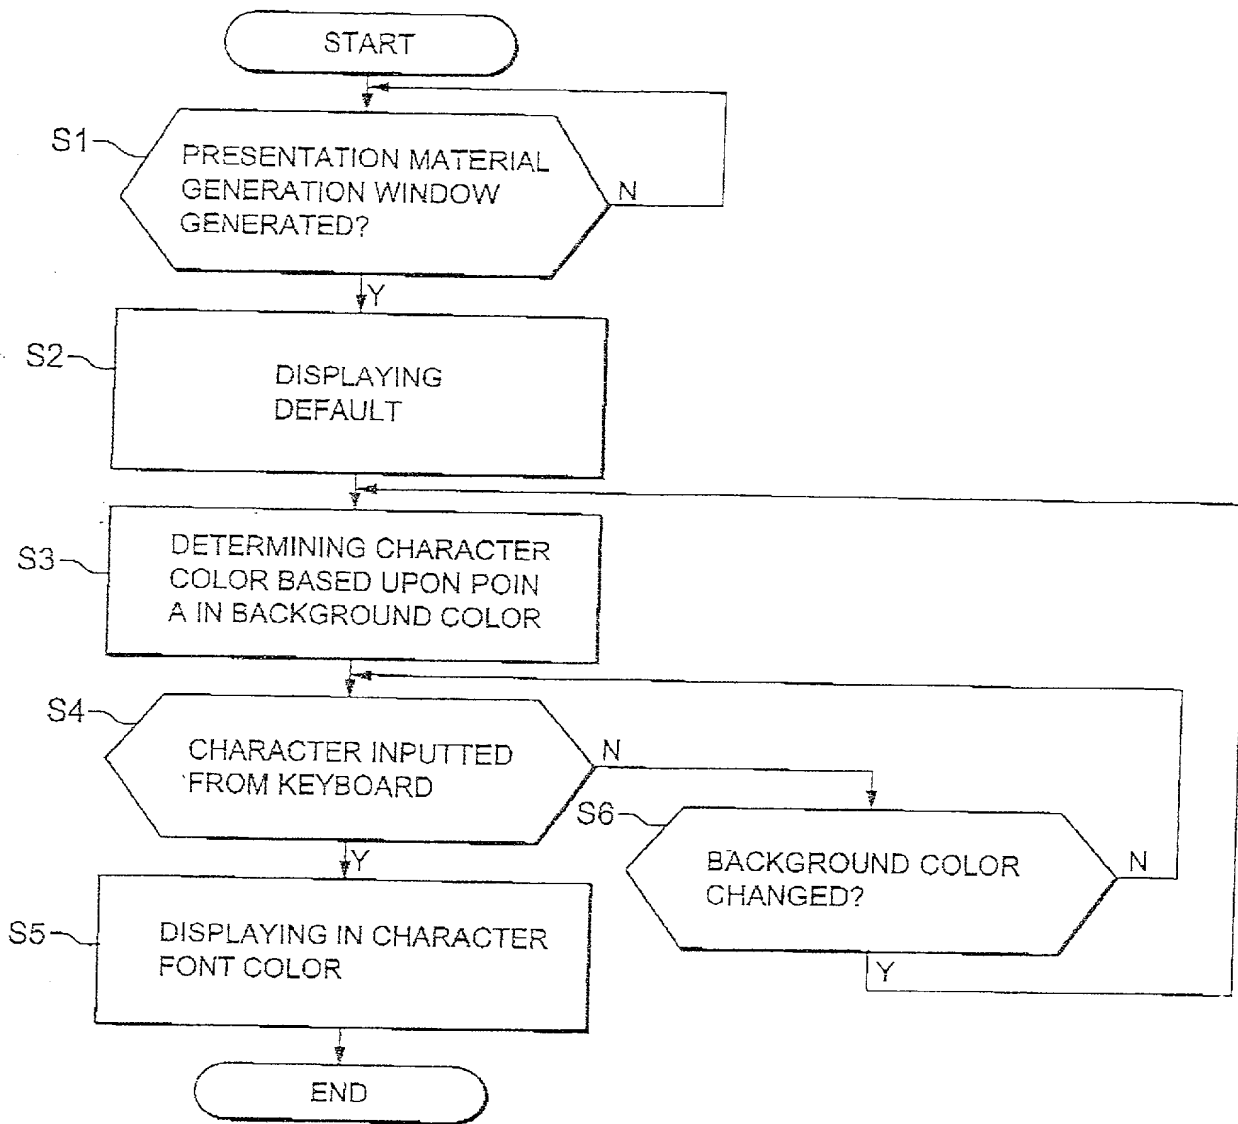 START
S1
PRESENTATION MATERIAL
GENERATION WINDOW
GENERATED?
N
Y
S2
DISPLAYING
DEFAULT
S3
DETERMINING CHARACTER
COLOR BASED UPON POIN
A IN BACKGROUND COLOR
S4
CHARACTER INPUTTED
FROM KEYBOARD
N
Y
S6
BACKGROUND COLOR
CHANGED?
N
Y
S5
DISPLAYING IN CHARACTER
FONT COLOR
END